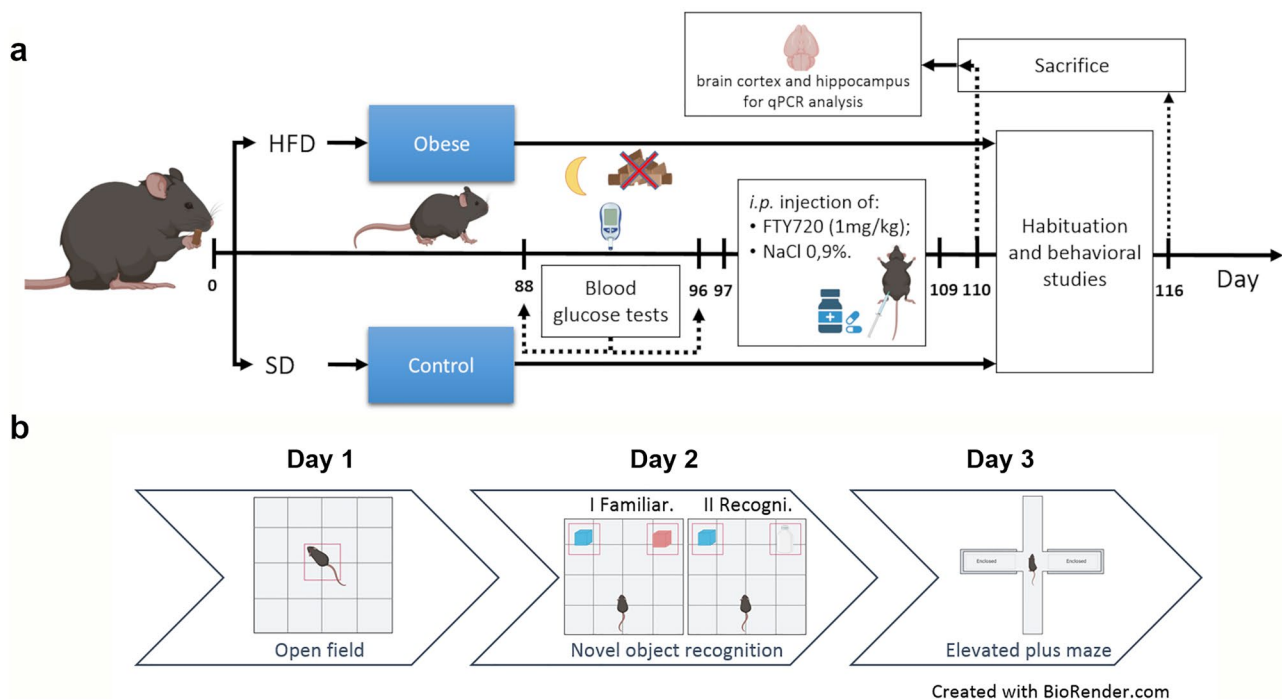 a
brain cortex and hippocampus
for qPCR analysis
Sacrifice
HFD
Obese
i.p. injection of:
• FTY720 (1mg/kg);
• NaCl 0,9%.
Habituation
and behavioral
studies
0
88
Blood
glucose tests
96
97
109
110
116
Day
SD
Control
b
Day 1
Day 2
Day 3
I Familiar.
II Recogni.
Enclosed
Enclosed
Open field
Novel object recognition
Elevated plus maze
Created with BioRender.com